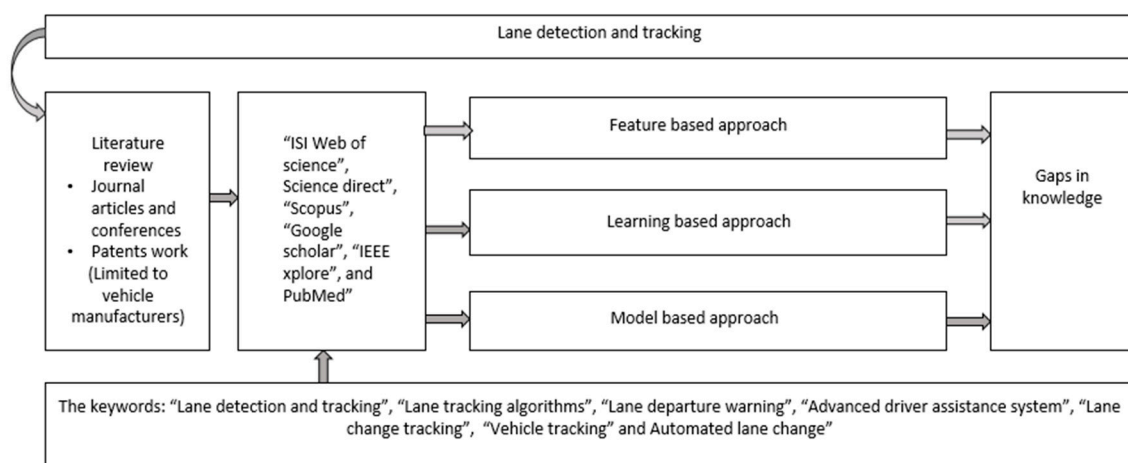 Lane detection and tracking
Literature
review
• Journal
articles and
conferences
• Patents work
(Limited to
vehicle
manufacturers)
“ISI Web of
science”,
Science direct”,
“Scopus”,
“Google
scholar”, “IEEE
xplore”, and
PubMed”
Feature based approach
Learning based approach
Model based approach
Gaps in
knowledge
The keywords: “Lane detection and tracking”, “Lane tracking algorithms”, “Lane departure warning”, “Advanced driver assistance system”, “Lane
change tracking”, “Vehicle tracking” and Automated lane change”